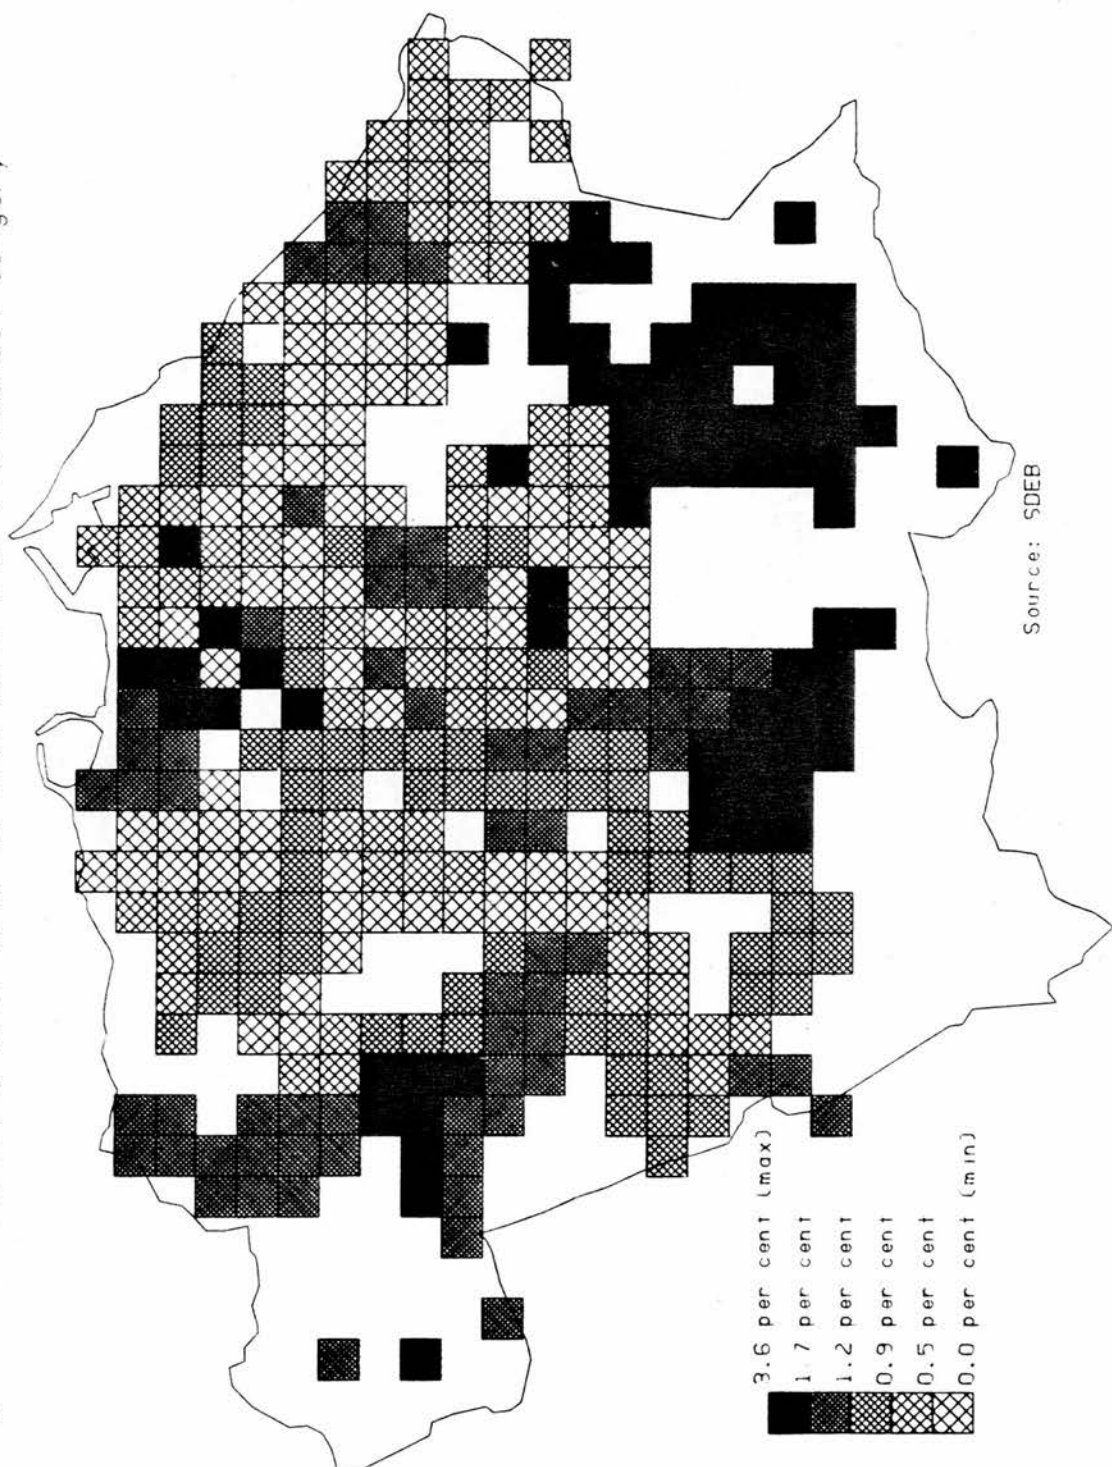 3.6 per cent (max)
1.7 per cent
1.2 per cent
0.9 per cent
0.5 per cent
0.0 per cent (min)
Source: SDEB